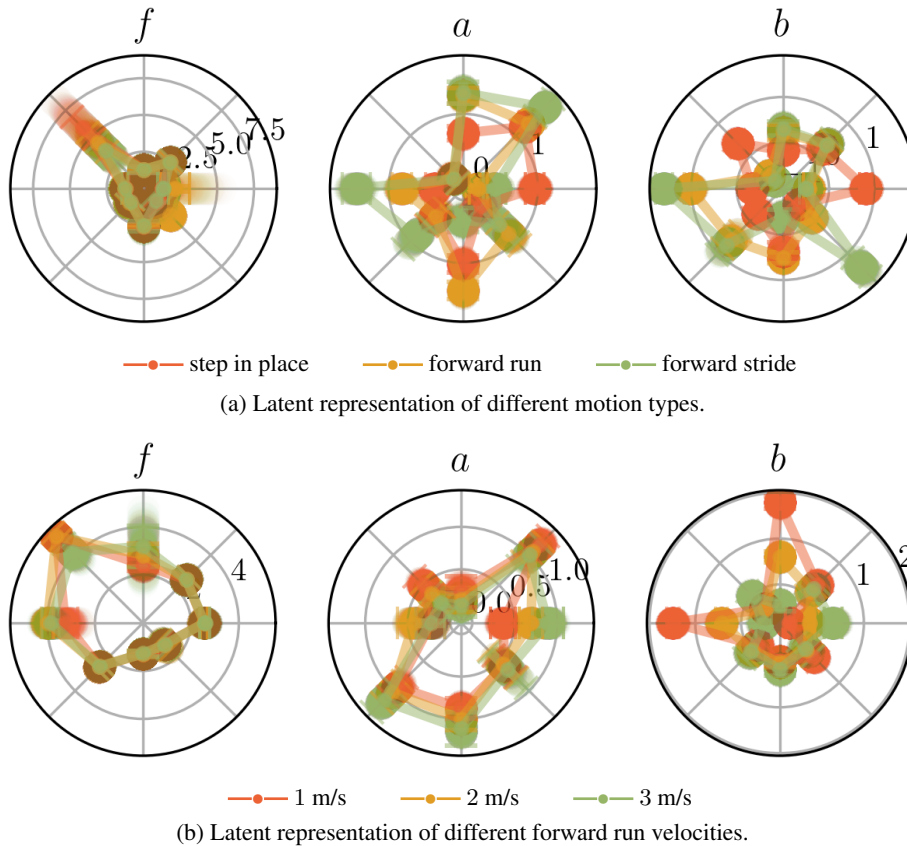 f a b
2.5 5.0 7.5
0 1
0 1
step in place forward run forward stride
(a) Latent representation of different motion types.
f a b
4
0.0 0.5 1.0
1 2
1 m/s 2 m/s 3 m/s
(b) Latent representation of different forward run velocities.